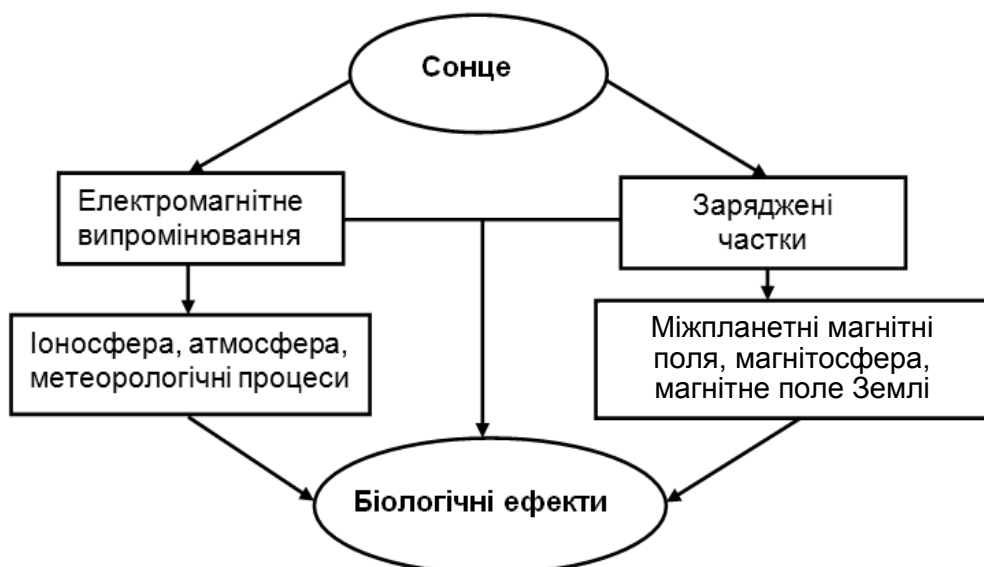 Сонце
Електромагнітне
випромінювання
Заряджені
частки
Іоносфера, атмосфера,
метеорологічні процеси
Міжпланетні магнітні
поля, магнітосфера,
магнітне поле Землі
Біологічні ефекти